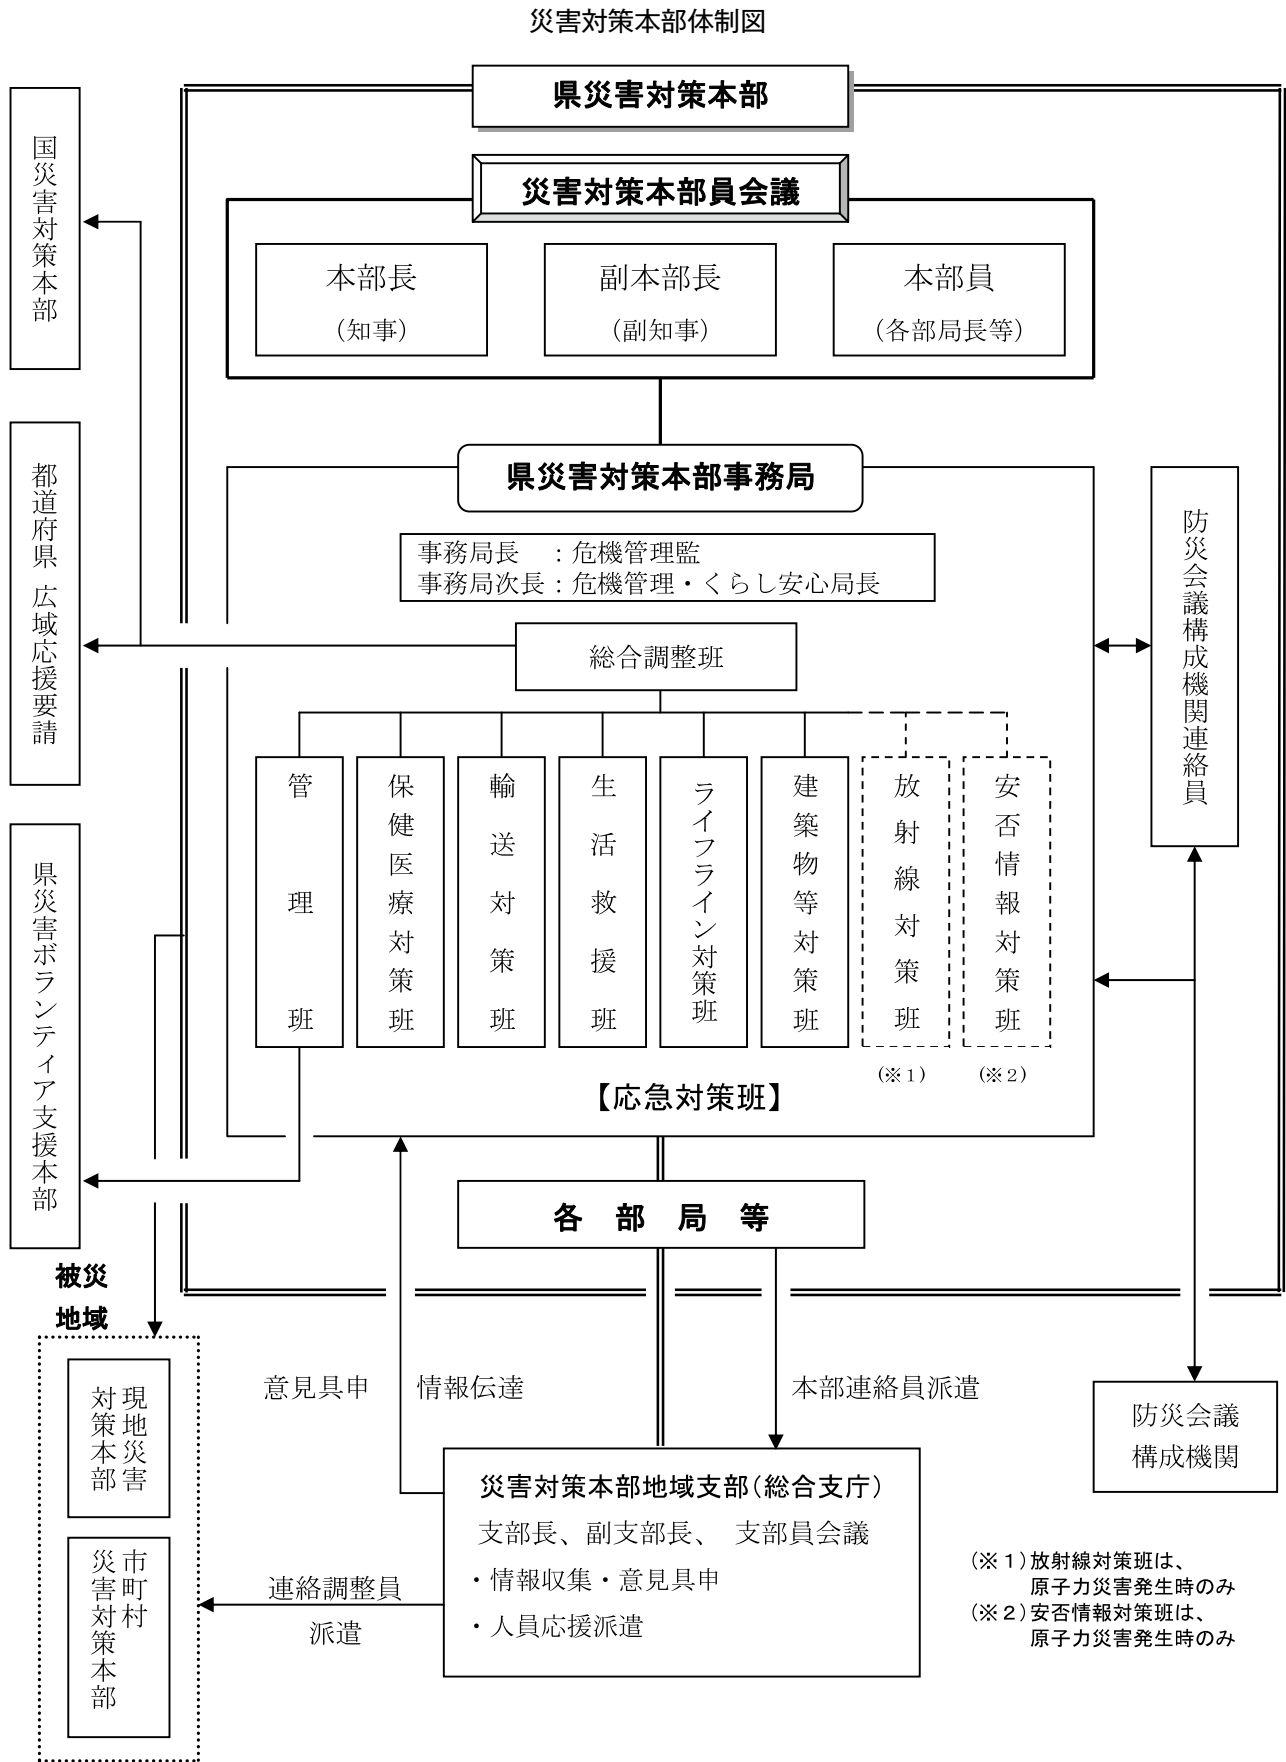 災害対策本部体制図
県災害対策本部
災害対策本部員会議
本部長
(知事)
副本部長
(副知事)
本部員
(各部局長等)
県災害対策本部事務局
事務局長 : 危機管理監
事務局次長 : 危機管理・くらし安心局長
総合調整班
管理班
保健医療対策班
輸送対策班
生活救援班
ライフライン対策班
建築物等対策班
放射線対策班
安否情報対策班
(※1)
(※2)
【応急対策班】
各部局等
国災害対策本部
都道府県 広域応援要請
県災害ボランティア支援本部
防災会議構成機関連絡員
被災
地域
現地災害
対策本部
市町村
災害対策本部
意見具申
情報伝達
本部連絡員派遣
防災会議
構成機関
災害対策本部地域支部(総合支庁)
支部長、副支部長、 支部員会議
・情報収集・意見具申
・人員応援派遣
連絡調整員
派遣
(※1)放射線対策班は、
原子力災害発生時のみ
(※2)安否情報対策班は、
原子力災害発生時のみ